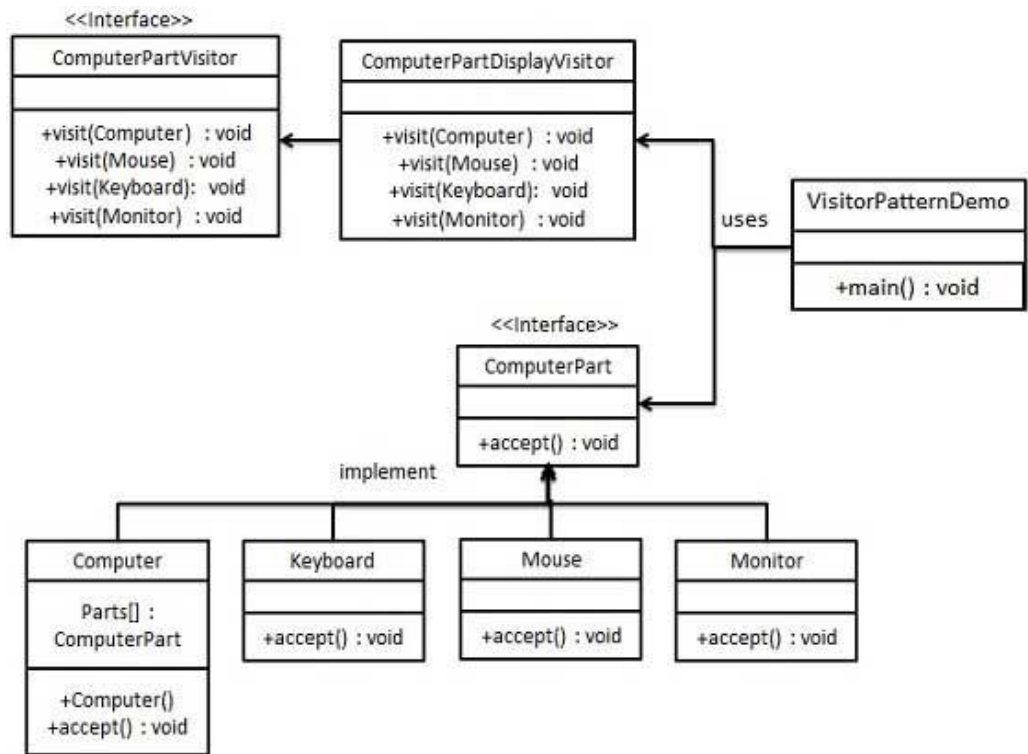 <<Interface>>
ComputerPartVisitor
+visit(Computer) : void
+visit(Mouse) : void
+visit(Keyboard): void
+visit(Monitor) : void
ComputerPartDisplayVisitor
+visit(Computer) : void
+visit(Mouse) : void
+visit(Keyboard): void
+visit(Monitor) : void
uses
VisitorPatternDemo
+main() : void
<<Interface>>
ComputerPart
+accept() : void
implement
Computer
Parts[] :
ComputerPart
+Computer()
+accept() : void
Keyboard
+accept() : void
Mouse
+accept() : void
Monitor
+accept() : void